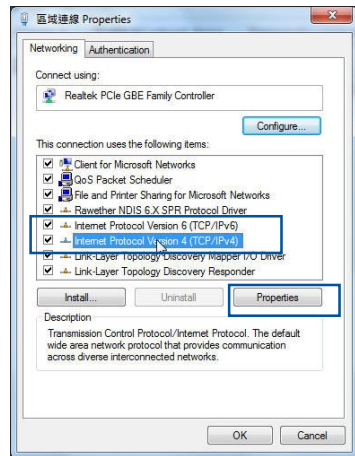 區域連線 Properties
Networking Authentication
Connect using:
Realtek PCIe GBE Family Controller
Configure...
This connection uses the following items:
Client for Microsoft Networks
QoS Packet Scheduler
File and Printer Sharing for Microsoft Networks
Rawether NDIS 6.X SPR Protocol Driver
Internet Protocol Version 6 (TCP/IPv6)
Internet Protocol Version 4 (TCP/IPv4)
Link-Layer Topology Discovery Mapper I/O Driver
Link-Layer Topology Discovery Responder
Install... Uninstall Properties
Description
Transmission Control Protocol/Internet Protocol. The default
wide area network protocol that provides communication
across diverse interconnected networks.
OK Cancel